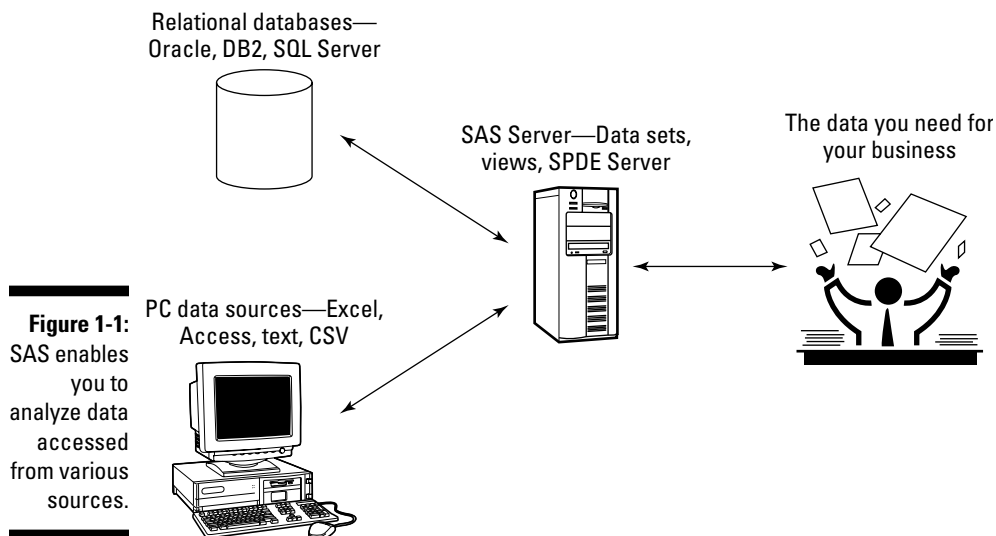 Relational databases—
Oracle, DB2, SQL Server
SAS Server—Data sets,
views, SPDE Server
The data you need for
your business
PC data sources—Excel,
Access, text, CSV
Figure 1-1:
SAS enables
you to
analyze data
accessed
from various
sources.